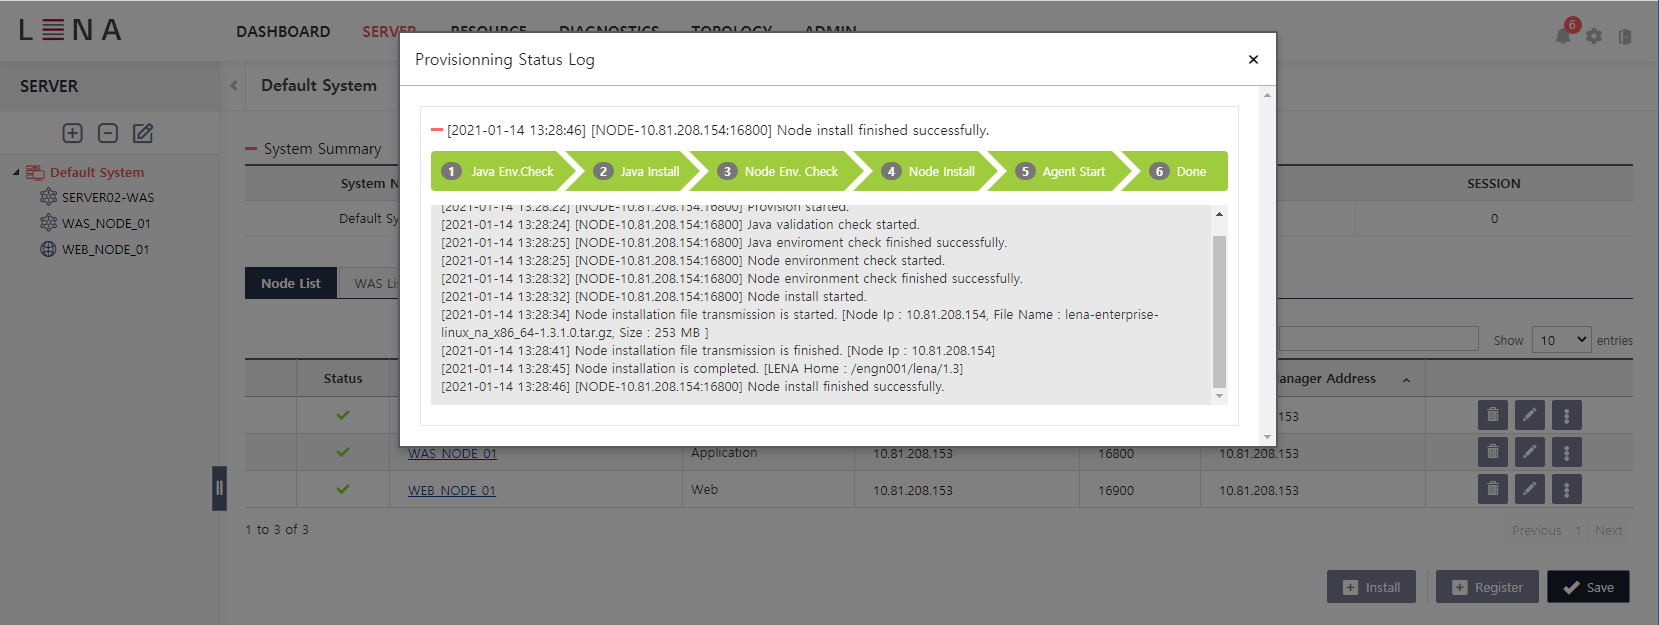 LENA
DASHBOARD SERVER RESOURCE DIAGNOSTICS TOPOLOGY ADMIN
6
SERVER
Default System
Default System
SERVER02-WAS
WAS_NODE_01
WEB_NODE_01
System Summary
System N
SESSION
Default Sy
0
Node List
WAS Li
Provisionning Status Log
[2021-01-14 13:28:46] [NODE-10.81.208.154:16800] Node install finished successfully.
1 Java Env.Check 2 Java Install 3 Node Env. Check 4 Node Install 5 Agent Start 6 Done
[2021-01-14 13:28:22] [NODE-10.81.208.154:16800] Provision started.
[2021-01-14 13:28:24] [NODE-10.81.208.154:16800] Java validation check started.
[2021-01-14 13:28:25] [NODE-10.81.208.154:16800] Java enviroment check finished successfully.
[2021-01-14 13:28:25] [NODE-10.81.208.154:16800] Node environment check started.
[2021-01-14 13:28:32] [NODE-10.81.208.154:16800] Node environment check finished successfully.
[2021-01-14 13:28:32] [NODE-10.81.208.154:16800] Node install started.
[2021-01-14 13:28:34] Node installation file transmission is started. [Node Ip : 10.81.208.154, File Name : lena-enterprise-
linux_na_x86_64-1.3.1.0.tar.gz, Size : 253 MB ]
[2021-01-14 13:28:41] Node installation file transmission is finished. [Node Ip : 10.81.208.154]
[2021-01-14 13:28:45] Node installation is completed. [LENA Home : /engn001/lena/1.3]
[2021-01-14 13:28:46] [NODE-10.81.208.154:16800] Node install finished successfully.
Show 10 entries
Status anager Address
153
WAS_NODE_01 Application 10.81.208.153 16800 10.81.208.153
WEB_NODE_01 Web 10.81.208.153 16900 10.81.208.153
1 to 3 of 3
Previous 1 Next
Install Register Save